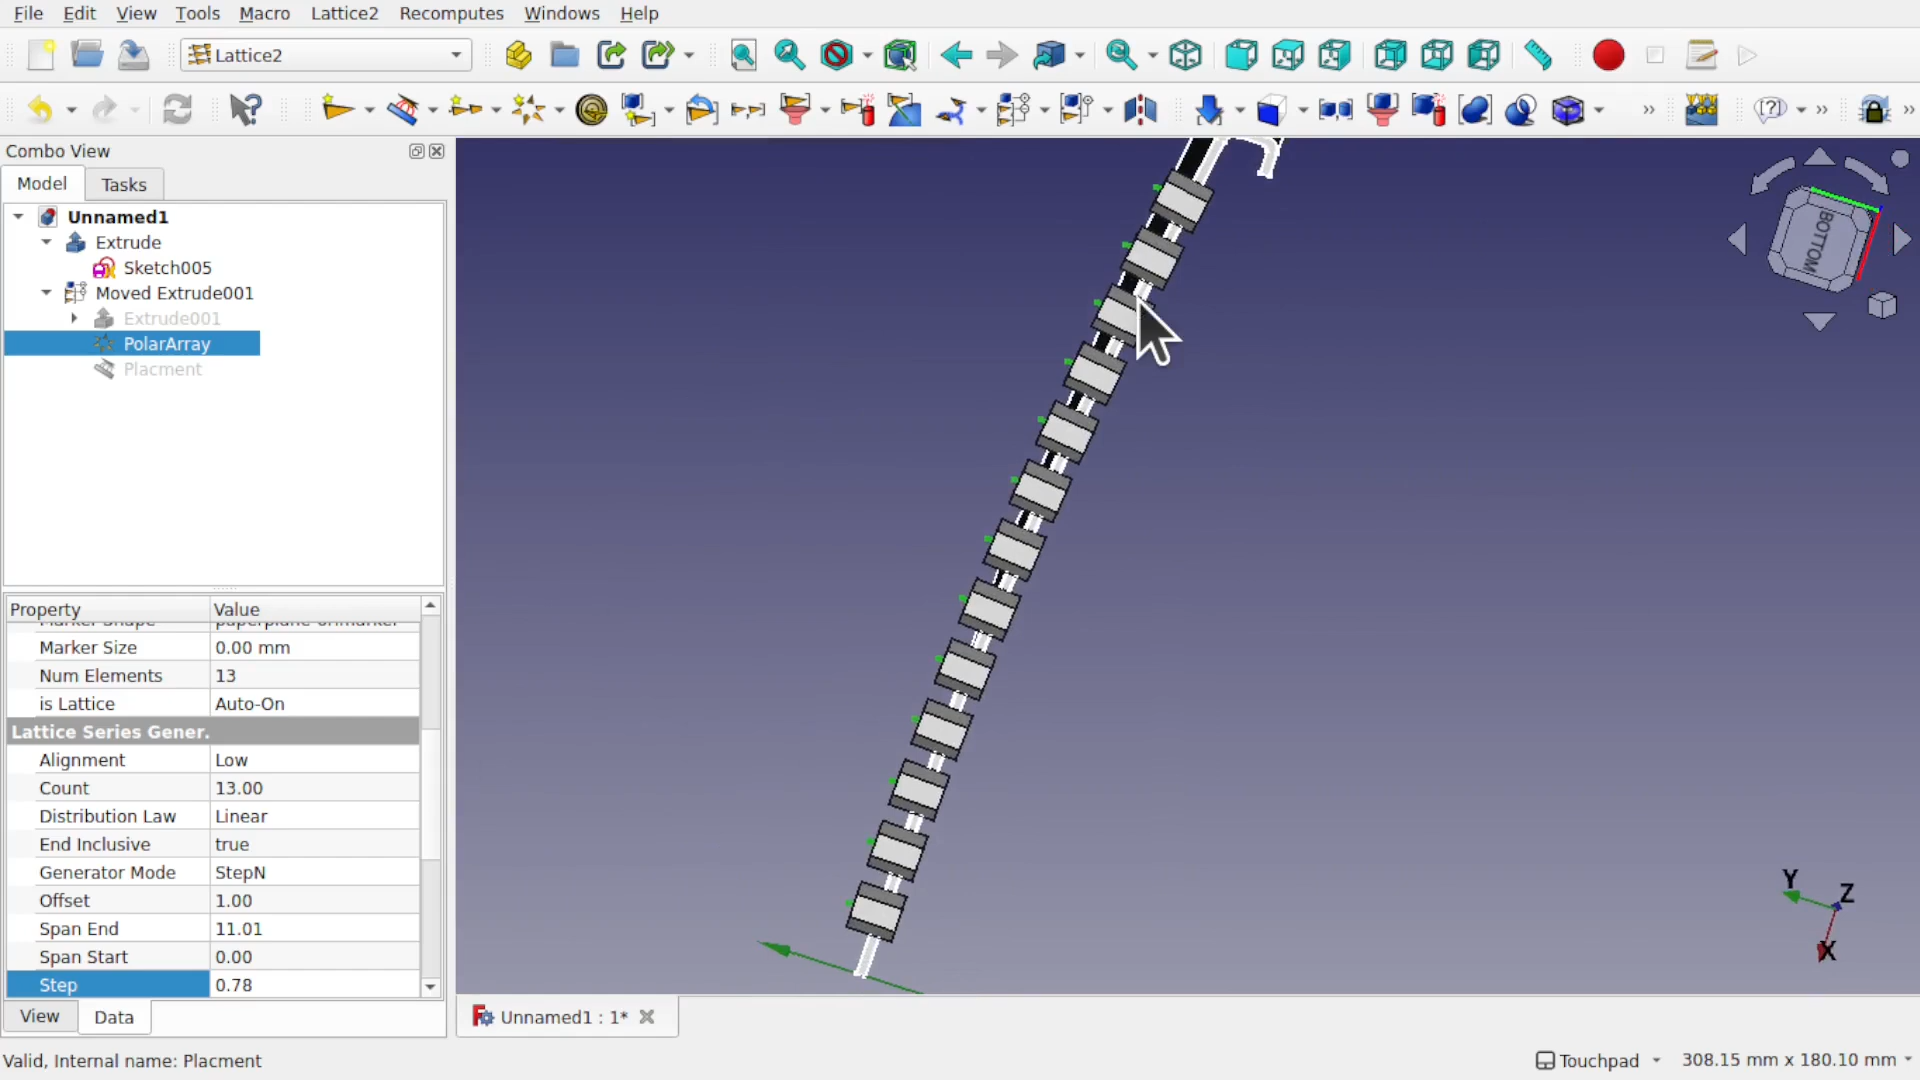 File Edit View Tools Macro Lattice2 Recomputes Windows Help
Lattice2
Combo View
Model Tasks
Unnamed1
Extrude
Sketch005
Moved Extrude001
Extrude001
PolarArray
Placment
Property Value
Marker Size 0.00 mm
Num Elements 13
is Lattice Auto-On
Lattice Series Gener.
Alignment Low
Count 13.00
Distribution Law Linear
End Inclusive true
Generator Mode StepN
Offset 1.00
Span End 11.01
Span Start 0.00
Step 0.78
View Data
BOTTOM
Y Z
X
Unnamed1 : 1*
Valid, Internal name: Placment
Touchpad 308.15 mm x 180.10 mm